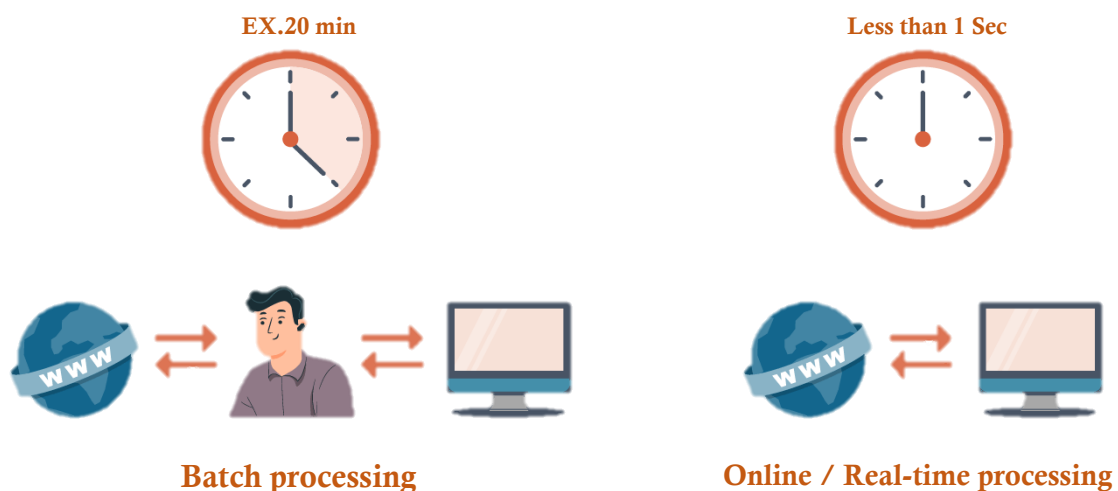 EX.20 min
Less than 1 Sec
www
www
Batch processing
Online / Real-time processing